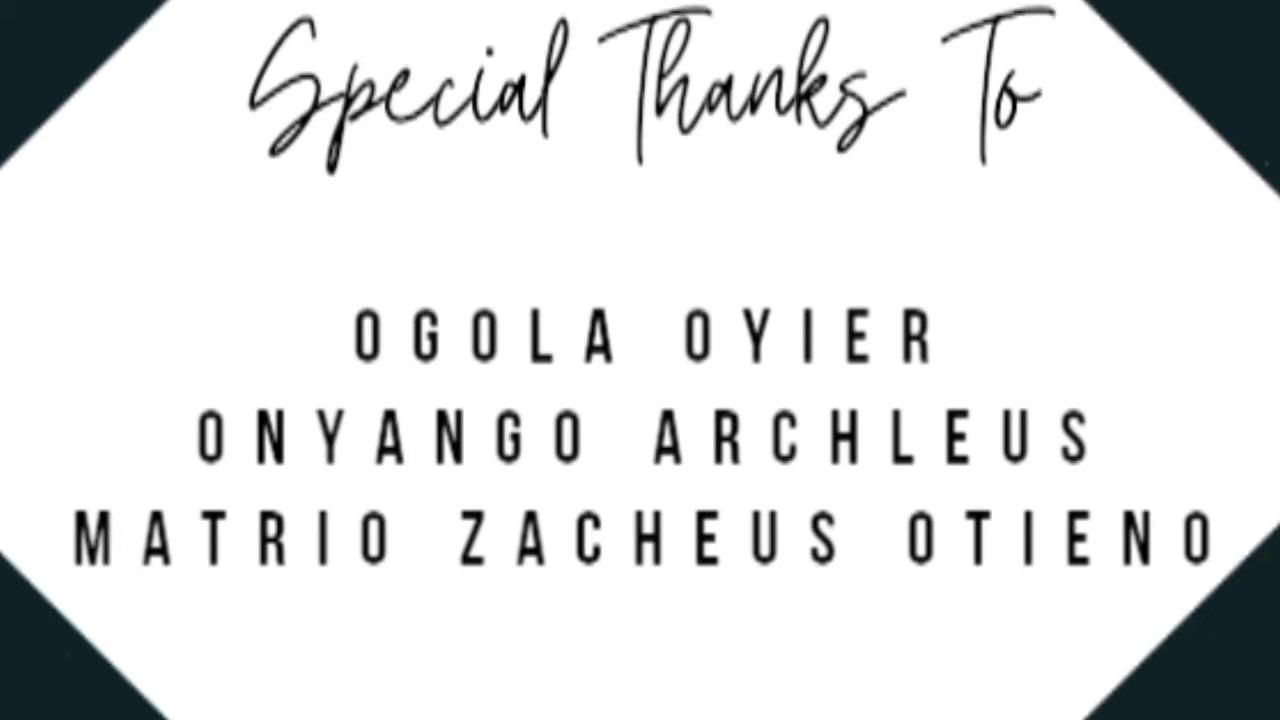 Special Thanks To
OGOLA OYIER
ONYANGO ARCHLEUS
MATRIO ZACHEUS OTIENO